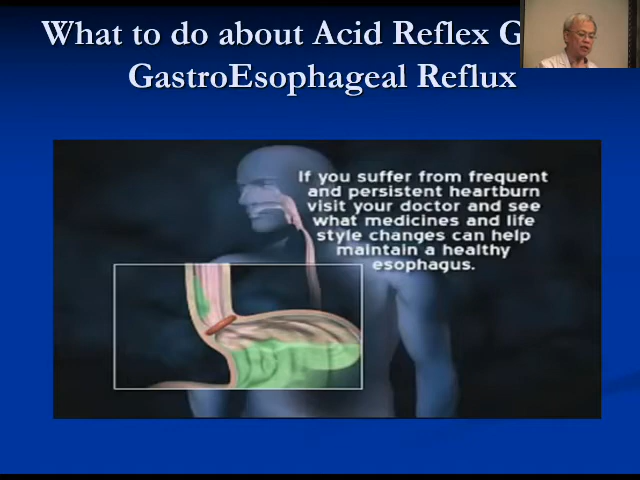 What to do about Acid Reflex
GastroEsophageal Reflux
If you suffer from frequent
and persistent heartburn
visit your doctor and see
what medicines and life
style changes can help
maintain a healthy
esophagus.